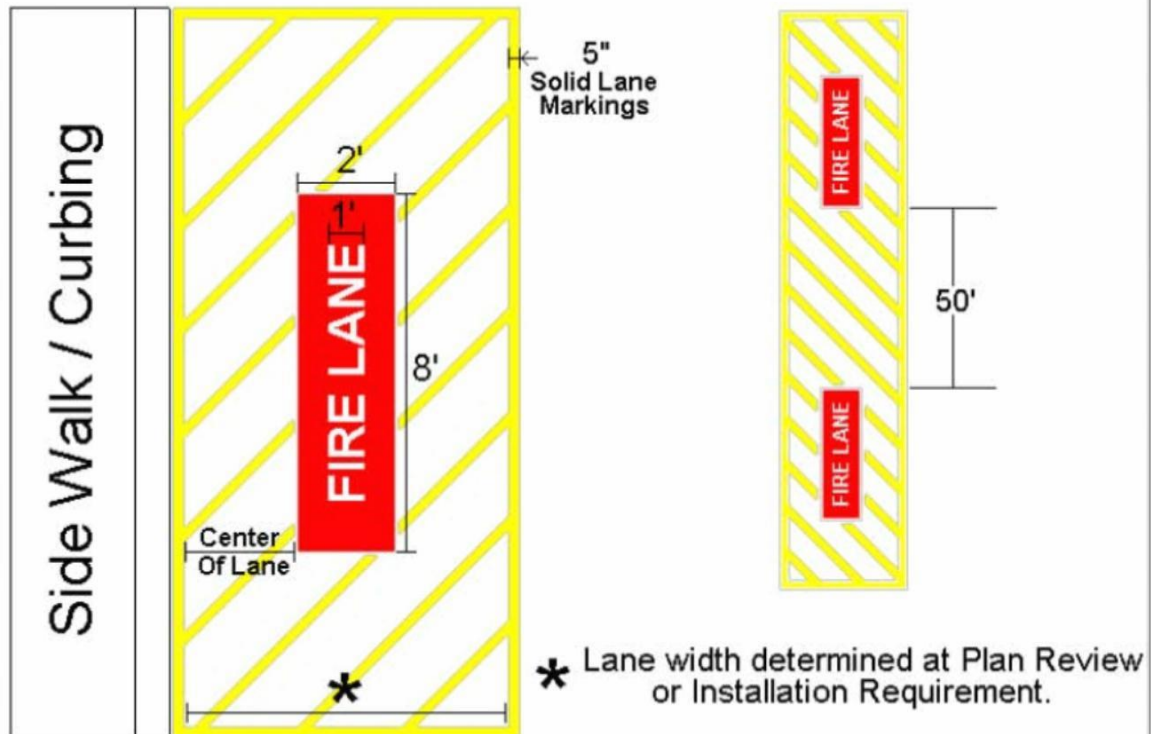 Side Walk / Curbing
5"
Solid Lane
Markings
2'
1'
FIRE LANE
8'
Center
Of Lane
*
FIRE LANE
50'
FIRE LANE
* Lane width determined at Plan Review
or Installation Requirement.